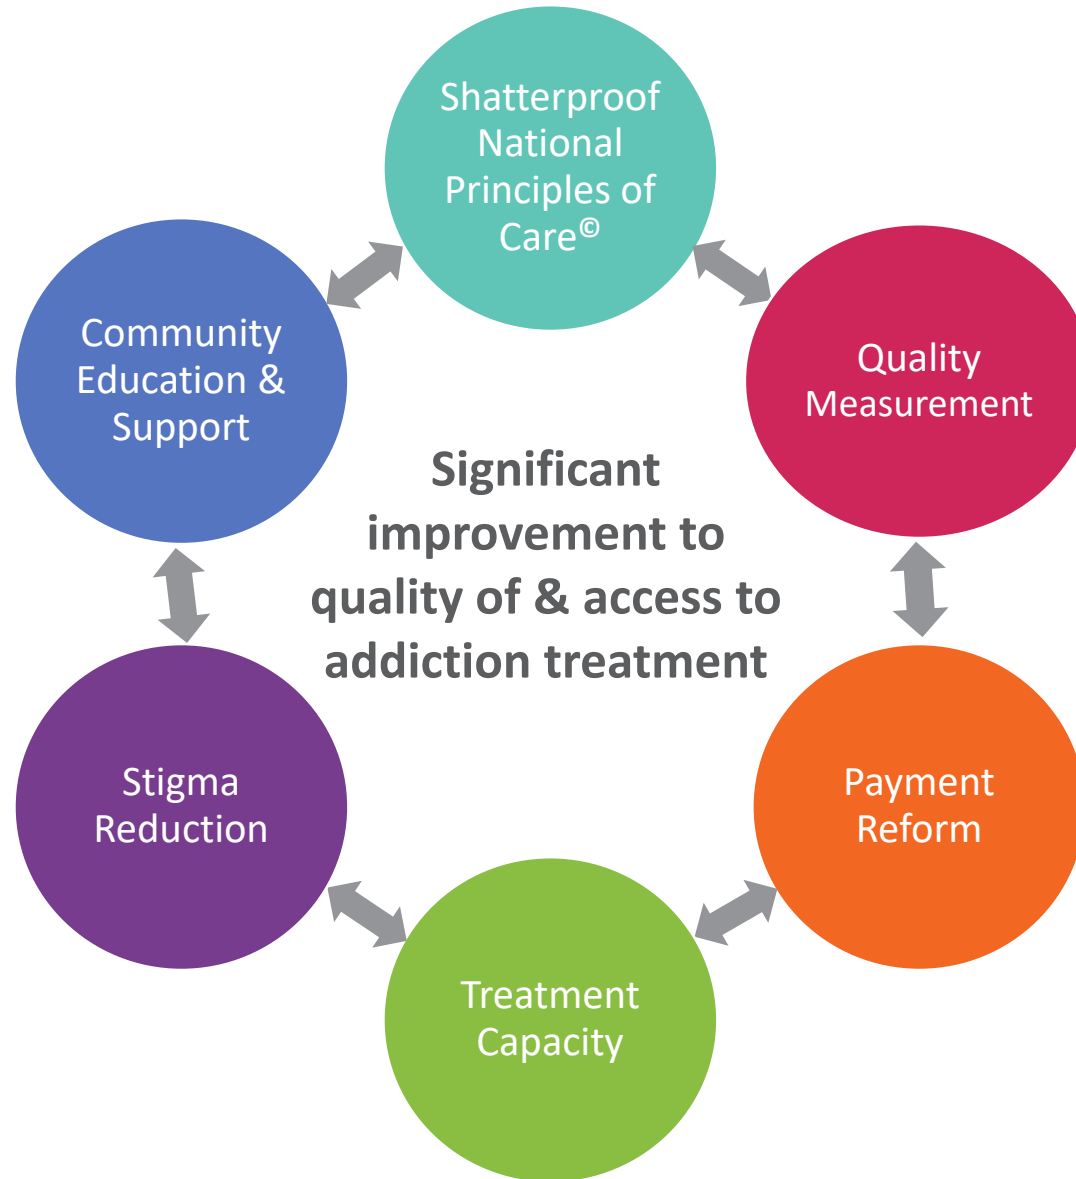 Shatterproof
National
Principles of
Care©
Community
Education &
Support
Quality
Measurement
Significant
improvement to
quality of & access to
addiction treatment
Stigma
Reduction
Payment
Reform
Treatment
Capacity